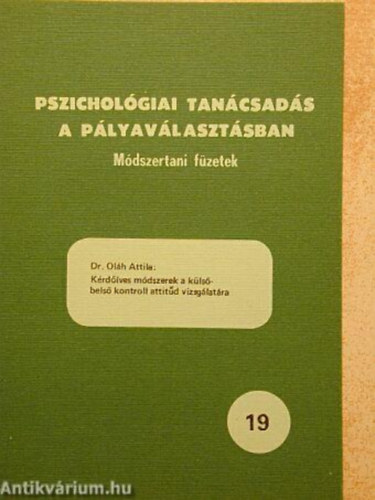 PSZICHOLÓGIAI TANÁCSADÁS
A PÁLYAVÁLASZTÁSBAN
Módszertani füzetek
Dr. Oláh Attila:
Kérdőíves módszerek a külső-
belső kontroll attitűd vizsgálatára
19
Antikvárium.hu